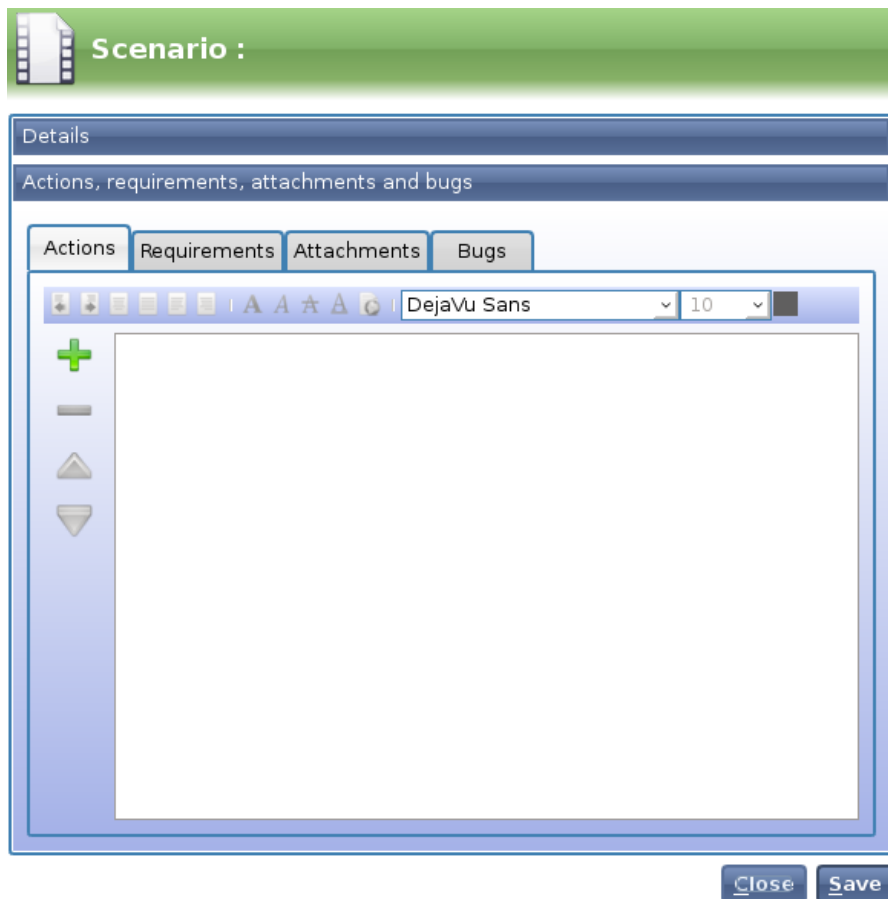 Scenario :
Details
Actions, requirements, attachments and bugs
Actions Requirements Attachments Bugs
A A A A DejaVu Sans 10
Close Save